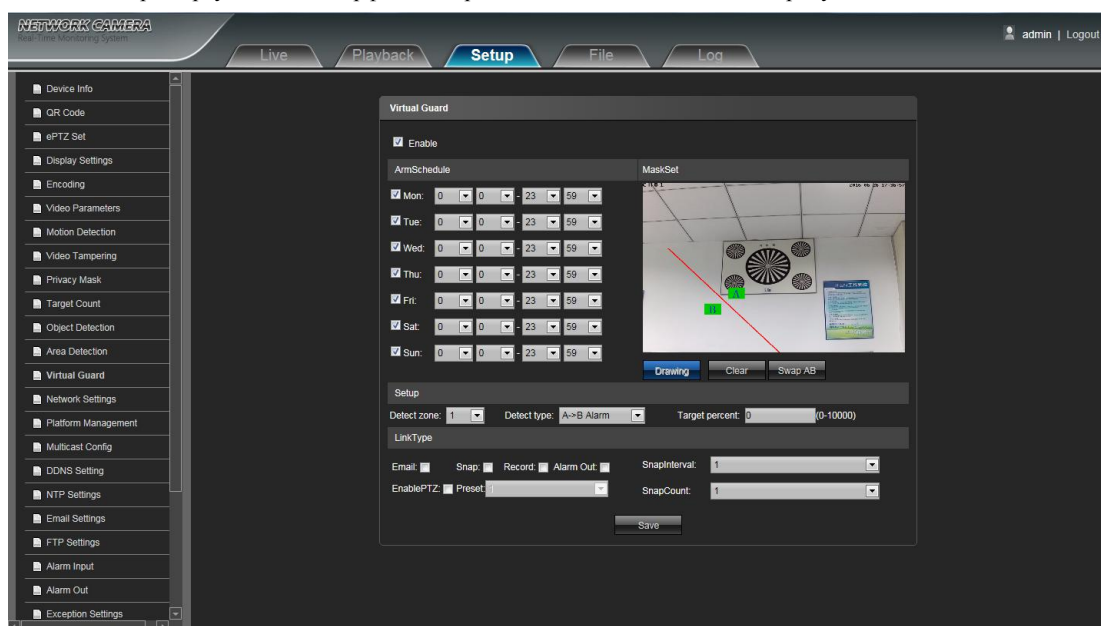 NETWORK CAMERA
Real-Time Monitoring System
Live
Playback
Setup
File
Log
admin | Logout
Device Info
QR Code
ePTZ Set
Display Settings
Encoding
Video Parameters
Motion Detection
Video Tampering
Privacy Mask
Target Count
Object Detection
Area Detection
Virtual Guard
Network Settings
Platform Management
Multicast Config
DDNS Setting
NTP Settings
Email Settings
FTP Settings
Alarm Input
Alarm Out
Exception Settings
Virtual Guard
Enable
ArmSchedule
MaskSet
Mon: 0 0 - 23 59
Tue: 0 0 - 23 59
Wed: 0 0 - 23 59
Thu: 0 0 - 23 59
Fri: 0 0 - 23 59
Sat: 0 0 - 23 59
Sun: 0 0 - 23 59
A
B
Drawing
Clear
Swap AB
Setup
Detect zone: 1 Detect type: A->B Alarm Target percent: 0 (0-10000)
LinkType
Email: Snap: Record: Alarm Out: SnapInterval: 1
EnablePTZ: Preset: 1 SnapCount: 1
Save